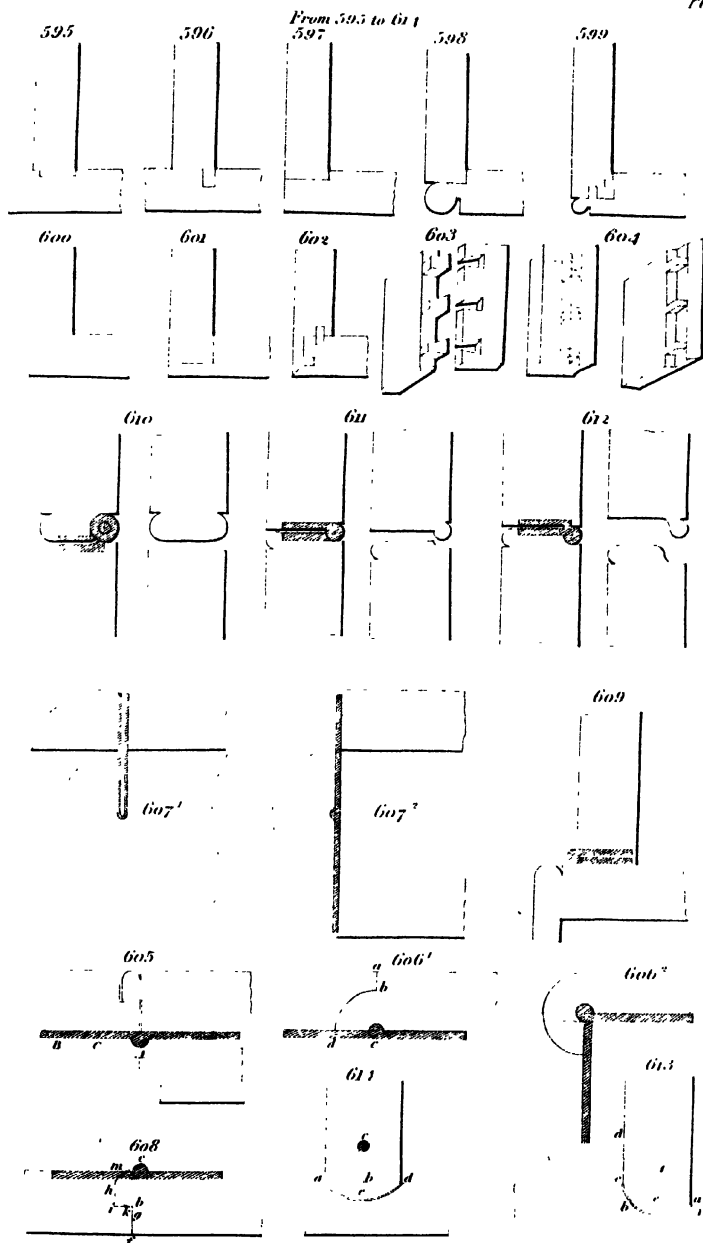 From 595 to 614
595 596 597 598 599
600 601 602 603 604
610 611 612
609
607¹ 607²
605 606¹ 606²
a
b
B c d c
614 613
608
c c
m d
h a b c
i k b c b c a
g
f